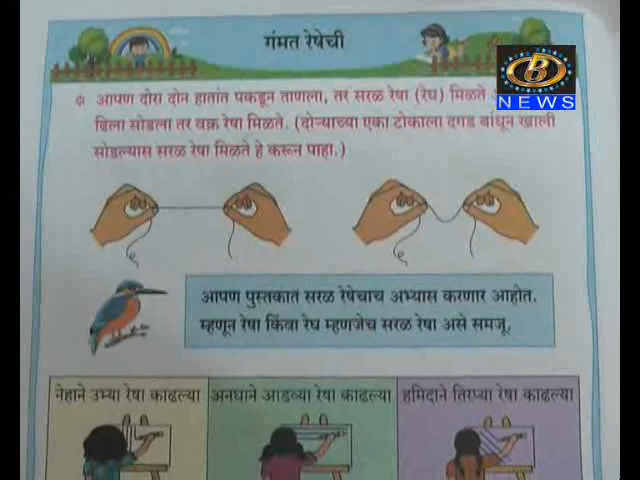 गंमत रेषेची
B
NEWS
आपण दोरा दोन हातांत पकडून ताणला, तर सरळ रेषा (रेघ) मिळते
ढिला सोडला तर वक्र रेषा मिळते. (दोऱ्याच्या एका टोकाला दगड बांधून खाली
सोडल्यास सरळ रेषा मिळते हे करून पाहा.)
आपण पुस्तकात सरळ रेषेचाच अभ्यास करणार आहोत.
म्हणून रेषा किंवा रेघ म्हणजेच सरळ रेषा असे समजू.
नेहाने उभ्या रेषा काढल्या
अनघाने आडव्या रेषा काढल्या
हमिदाने तिरप्या रेषा काढल्या